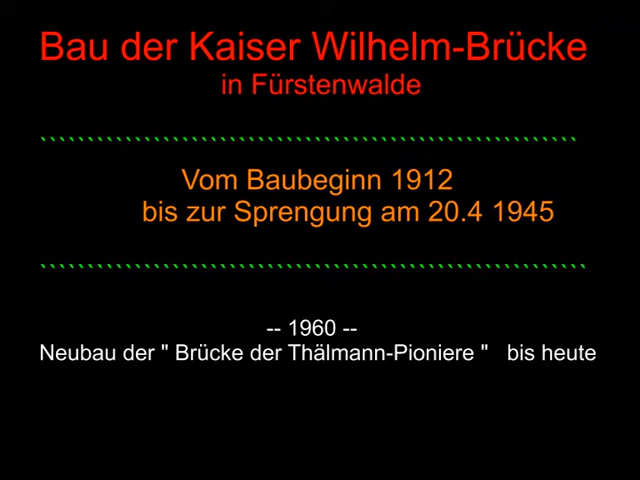 Bau der Kaiser Wilhelm-Brücke
in Fürstenwalde
Vom Baubeginn 1912
bis zur Sprengung am 20.4 1945
-- 1960 --
Neubau der " Brücke der Thälmann-Pioniere " bis heute